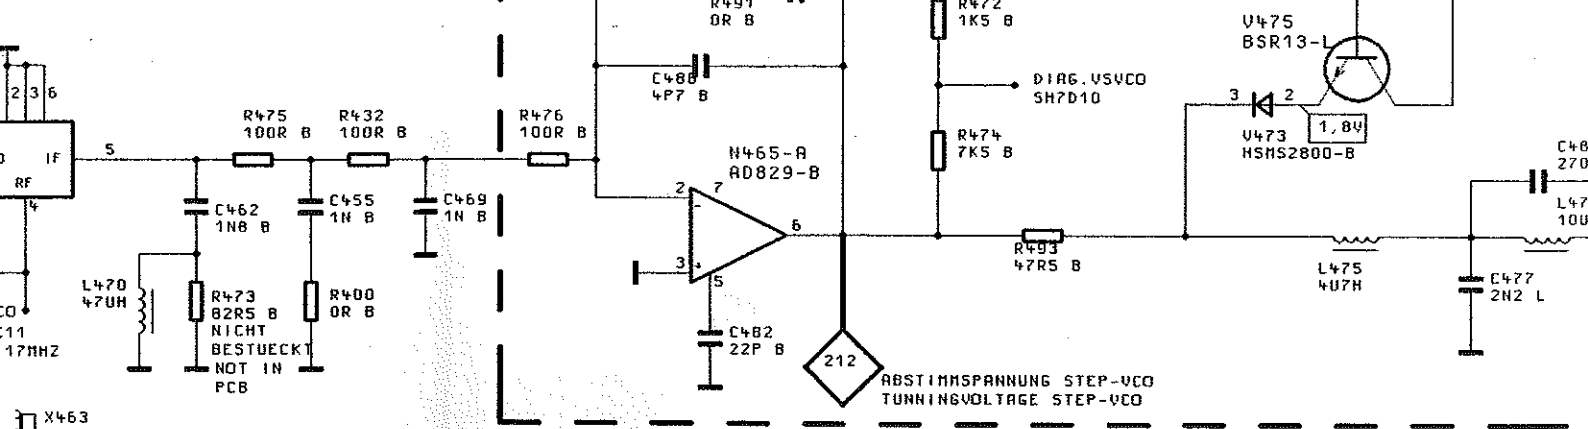 R491
0R B
R472
1K5 B
V475
BSR13-L
C488
4P7 B
DIAG.VSVCO
SH7D10
2 3 6
3
2
1,8V
V473
HSMS2800-B
R475
100R B
R432
100R B
R476
100R B
R474
7K5 B
5
IF
RF
4
N465-A
AD829-B
2
7
-
6
3
+
5
C48
270
L47
10U
C462
1N8 B
C455
1N B
C469
1N B
R493
47R5 B
L475
4U7H
C477
2N2 L
L470
47UH
R473
82R5 B
NICHT
BESTUECKT
NOT IN
PCB
R400
0R B
CO
C11
17MHZ
C482
22P B
212
ABSTIMMSPANNUNG STEP-VCO
TUNNINGVOLTAGE STEP-VCO
X463